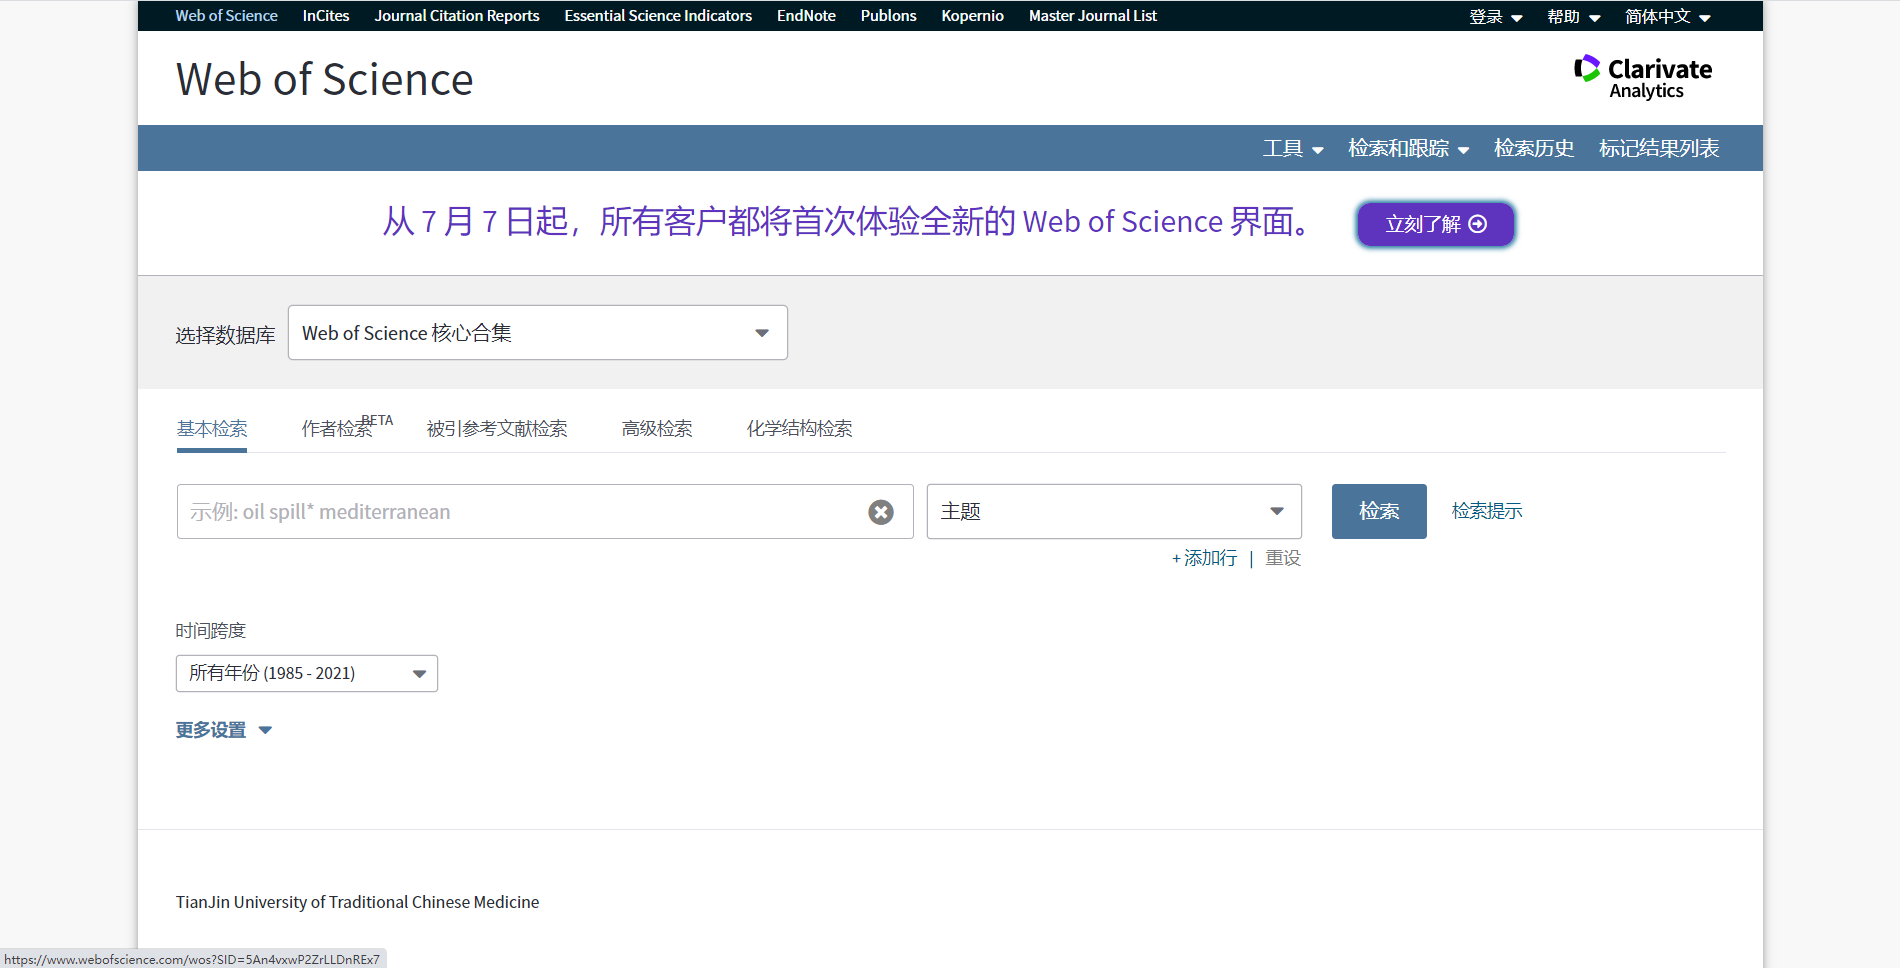 Web of Science InCites Journal Citation Reports Essential Science Indicators EndNote Publons Kopernio Master Journal List 登录 帮助 简体中文
Web of Science
Clarivate
Analytics
工具 检索和跟踪 检索历史 标记结果列表
从 7 月 7 日起，所有客户都将首次体验全新的 Web of Science 界面。 立刻了解
选择数据库 Web of Science 核心合集
基本检索 作者检索BETA 被引参考文献检索 高级检索 化学结构检索
示例: oil spill* mediterranean 主题 检索 检索提示
+ 添加行 | 重设
时间跨度
所有年份 (1985 - 2021)
更多设置
TianJin University of Traditional Chinese Medicine
https://www.webofscience.com/wos?SID=5An4vxwP2ZrLLDnREx7